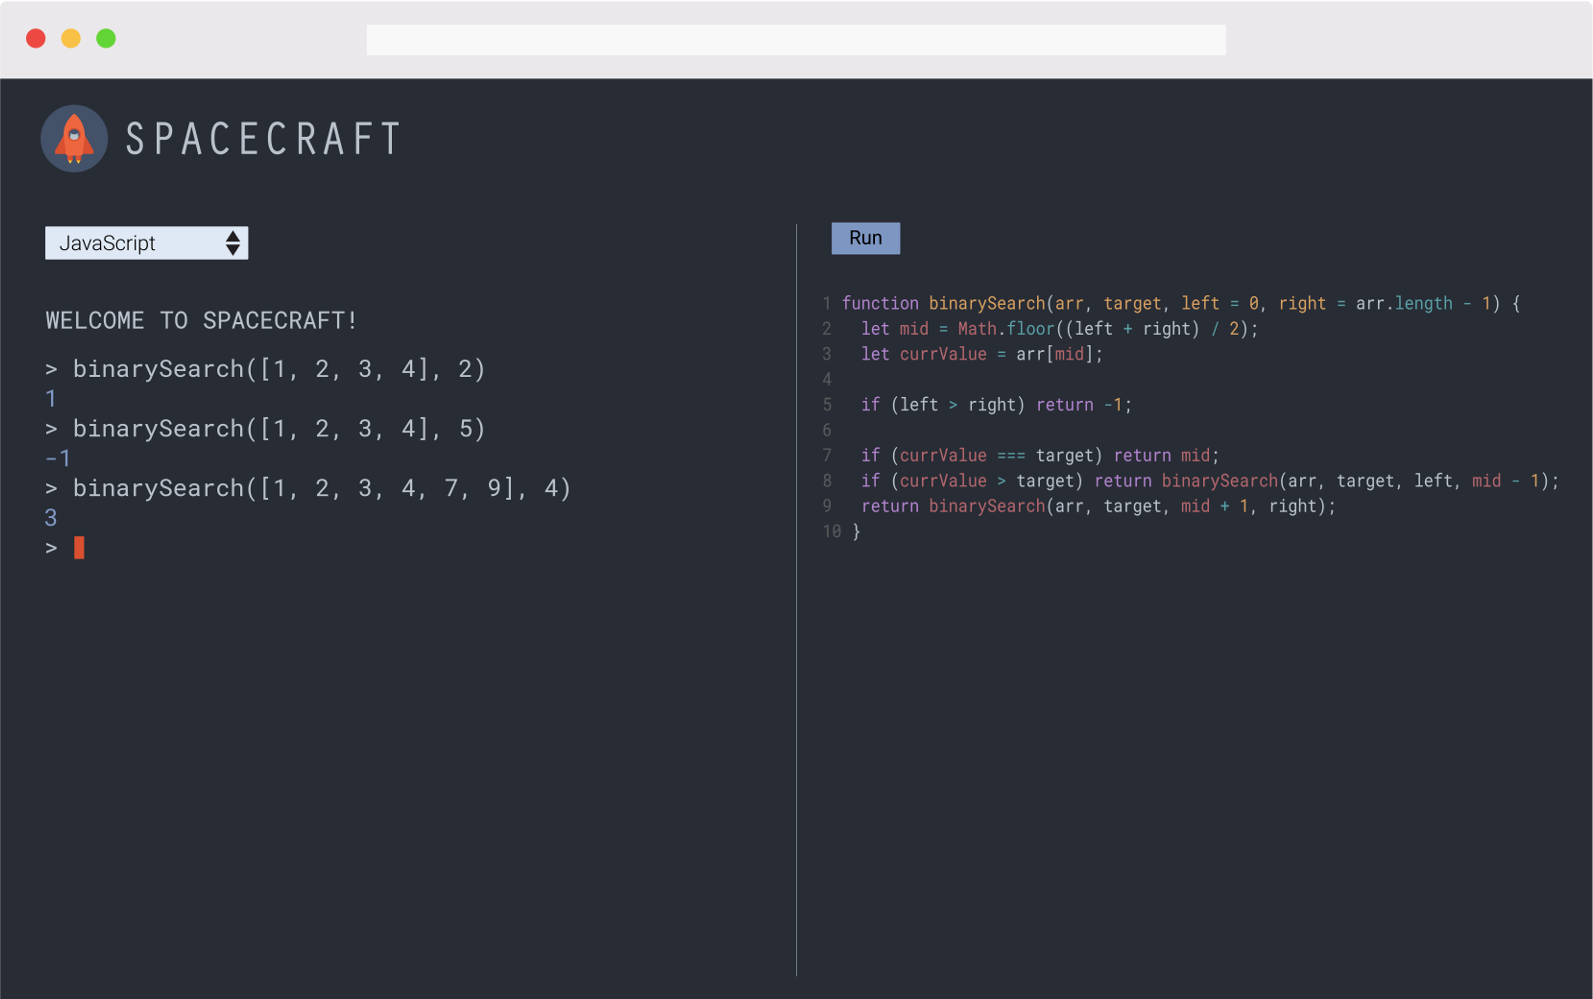 SPACECRAFT
JavaScript
WELCOME TO SPACECRAFT!
> binarySearch([1, 2, 3, 4], 2)
1
> binarySearch([1, 2, 3, 4], 5)
-1
> binarySearch([1, 2, 3, 4, 7, 9], 4)
3
>
Run
1 function binarySearch(arr, target, left = 0, right = arr.length - 1) {
2   let mid = Math.floor((left + right) / 2);
3   let currValue = arr[mid];
4
5   if (left > right) return -1;
6
7   if (currValue === target) return mid;
8   if (currValue > target) return binarySearch(arr, target, left, mid - 1);
9   return binarySearch(arr, target, mid + 1, right);
10 }